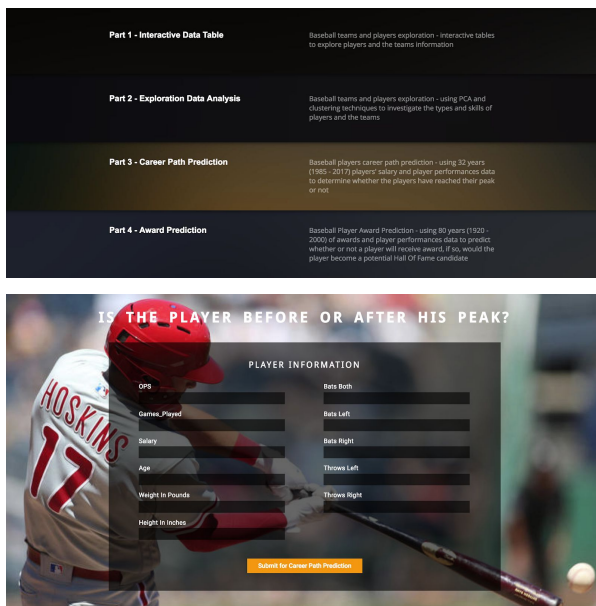 Part 1 - Interactive Data Table
Baseball teams and players exploration - interactive tables
to explore players and the teams information
Part 2 - Exploration Data Analysis
Baseball teams and players exploration - using PCA and
clustering techniques to investigate the types and skills of
players and the teams
Part 3 - Career Path Prediction
Baseball players career path prediction - using 32 years
(1985 - 2017) players' salary and player performances data
to determine whether the players have reached their peak
or not
Part 4 - Award Prediction
Baseball Player Award Prediction - using 80 years (1920 -
2000) of awards and player performances data to predict
whether or not a player will receive award, if so, would the
player become a potential Hall Of Fame candidate
IS THE PLAYER BEFORE OR AFTER HIS PEAK?
PLAYER INFORMATION
OPS
Bats Both
Games_Played
Bats Left
Salary
Bats Right
Age
Throws Left
Weight In Pounds
Throws Right
Height In Inches
Submit for Career Path Prediction
HOSKINS
17